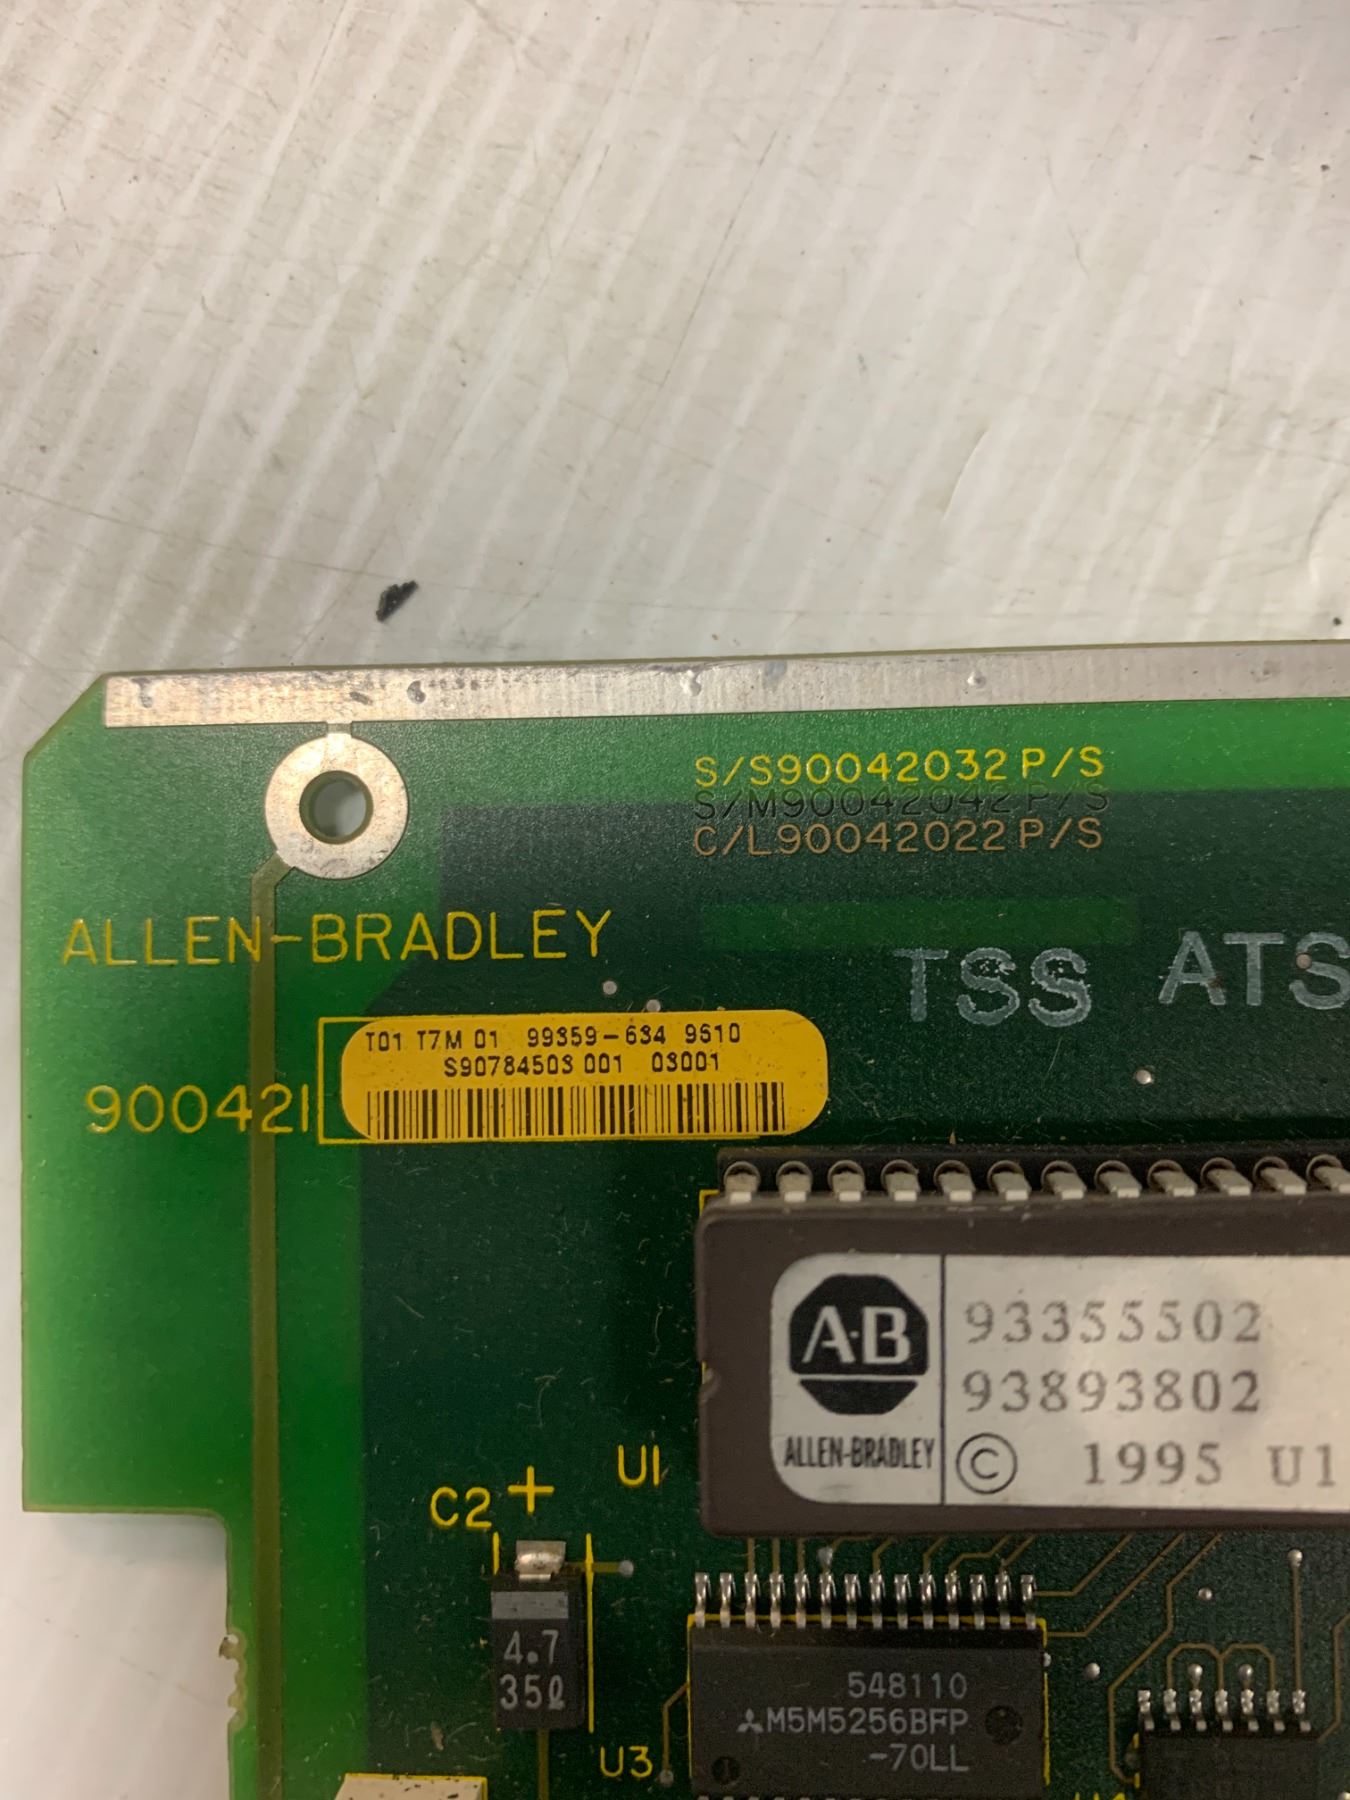 S/S90042032 P/S
S/M90042042 P/S
C/L90042022 P/S
ALLEN-BRADLEY
TSS ATS
T01 T7M 01 99359-634 9610
S90784503 001 03001
900421
A-B
ALLEN-BRADLEY
93355502
93893802
© 1995 U1
U1
C2 +
4.7
35
548110
M5M5256BFP
-70LL
U3